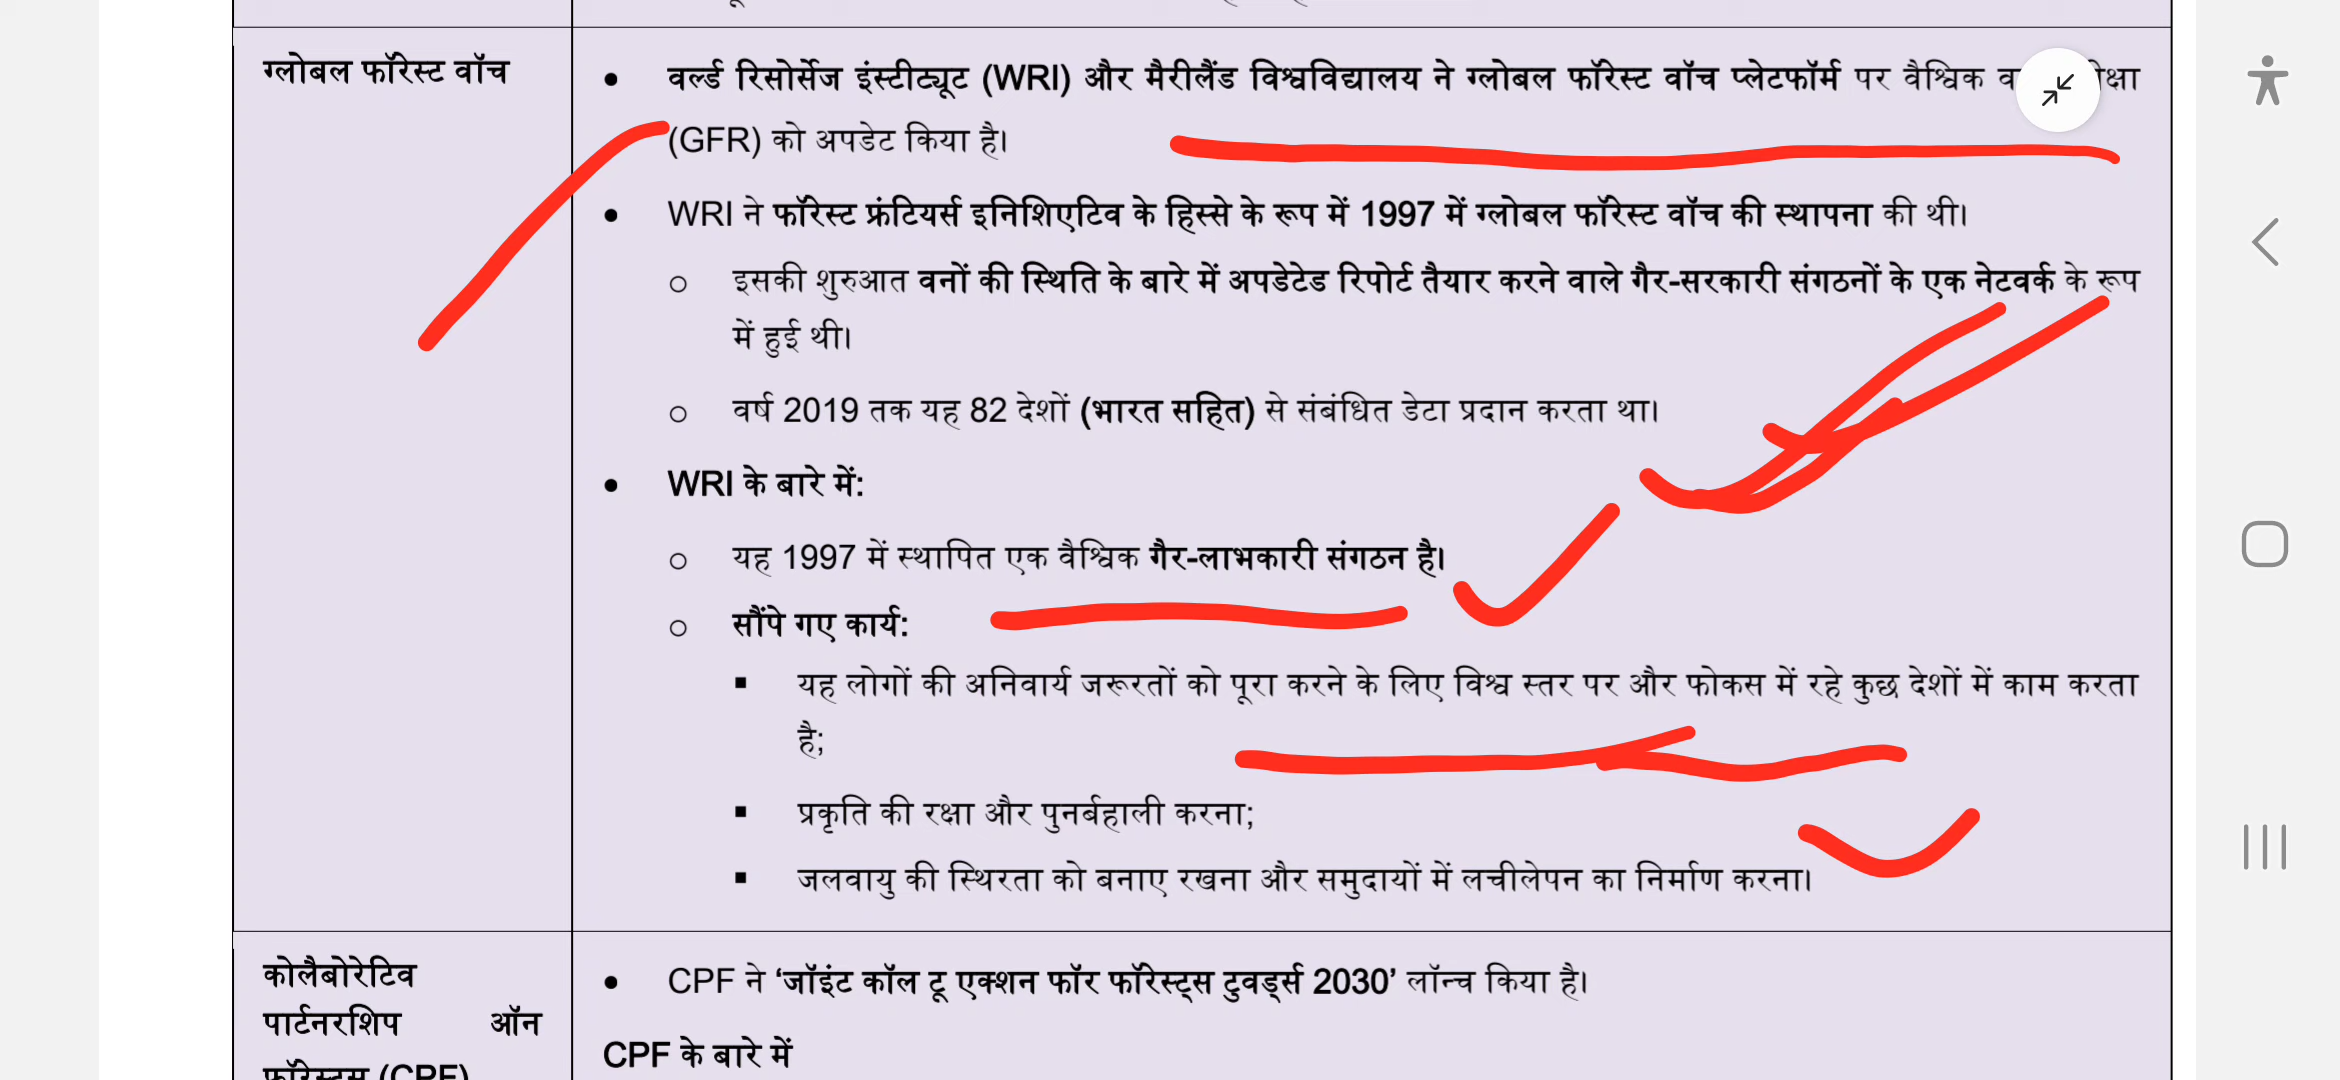 ग्लोबल फॉरेस्ट वॉच
● वर्ल्ड रिसोर्सेज इंस्टीट्यूट (WRI) और मैरीलैंड विश्वविद्यालय ने ग्लोबल फॉरेस्ट वॉच प्लेटफॉर्म पर वैश्विक
(GFR) को अपडेट किया है।
● WRI ने फॉरेस्ट फ्रंटियर्स इनिशिएटिव के हिस्से के रूप में 1997 में ग्लोबल फॉरेस्ट वॉच की स्थापना की थी।
○ इसकी शुरुआत वनों की स्थिति के बारे में अपडेटेड रिपोर्ट तैयार करने वाले गैर-सरकारी संगठनों के एक नेटवर्क के रूप
में हुई थी।
○ वर्ष 2019 तक यह 82 देशों (भारत सहित) से संबंधित डेटा प्रदान करता था।
● WRI के बारे में:
○ यह 1997 में स्थापित एक वैश्विक गैर-लाभकारी संगठन है।
○ सौंपे गए कार्य:
▪ यह लोगों की अनिवार्य जरूरतों को पूरा करने के लिए विश्व स्तर पर और फोकस में रहे कुछ देशों में काम करता
है;
▪ प्रकृति की रक्षा और पुनर्बहाली करना;
▪ जलवायु की स्थिरता को बनाए रखना और समुदायों में लचीलेपन का निर्माण करना।
कोलैबोरेटिव
पार्टनरशिप ऑन
फॉरेस्ट्स (CPF)
● CPF ने ‘जॉइंट कॉल टू एक्शन फॉर फॉरेस्ट्स टुवर्ड्स 2030’ लॉन्च किया है।
CPF के बारे में